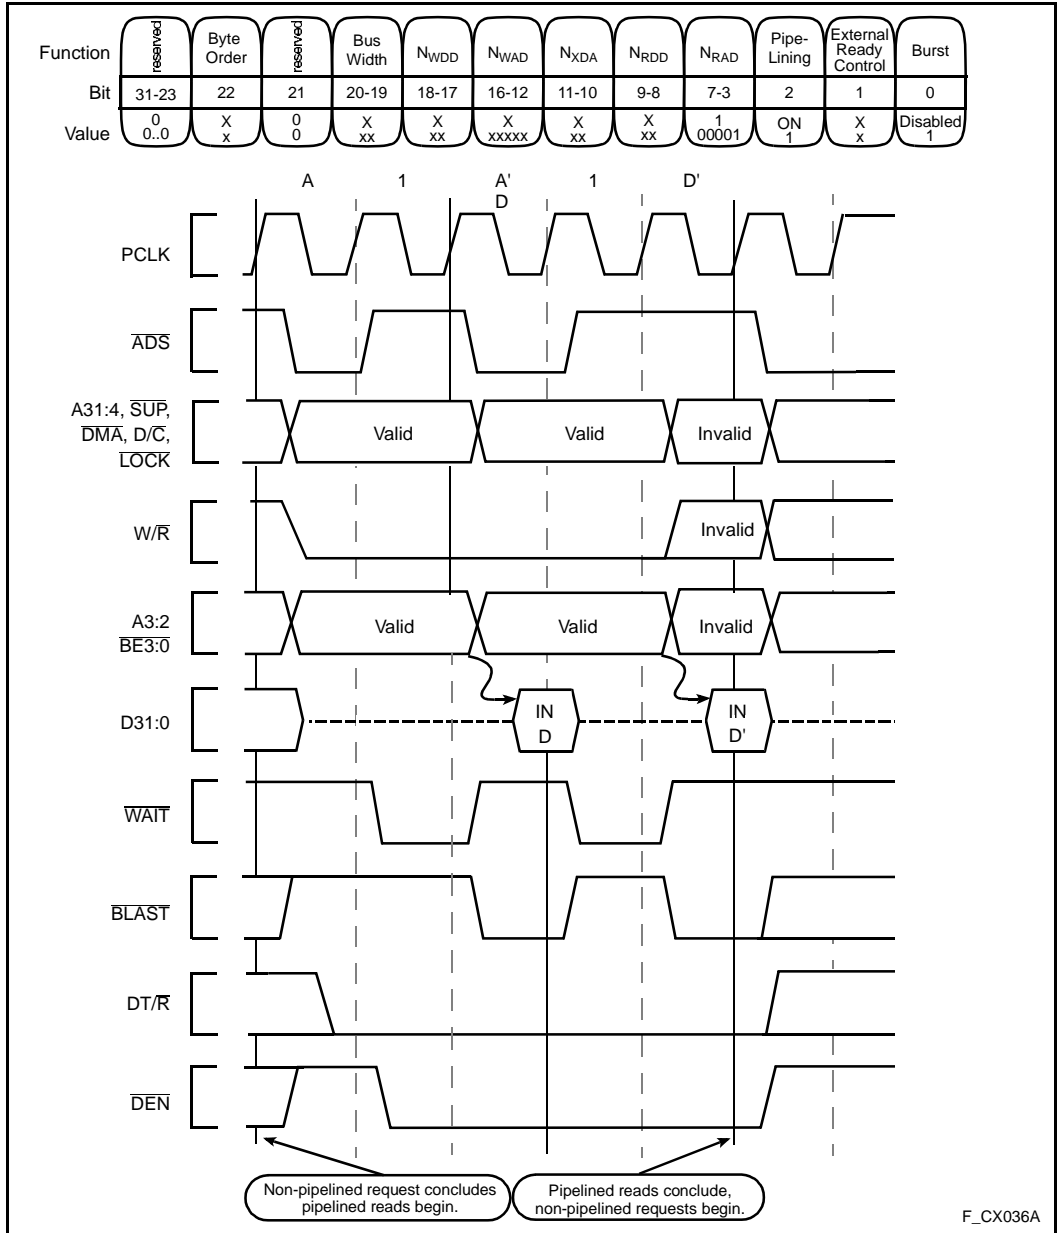 Function reserved Byte Order reserved Bus Width NWDD NWAD NXDA NRDD NRAD Pipe-Lining External Ready Control Burst
Bit 31-23 22 21 20-19 18-17 16-12 11-10 9-8 7-3 2 1 0
Value 0 X 0 X X X X X 1 ON X Disabled
0..0 x 0 xx xx xxxxx xx xx 00001 1 x 1
A 1 A' 1 D'
D
PCLK
ADS
A31:4, SUP,
DMA, D/C,
LOCK
Valid Valid Invalid
W/R
Invalid
A3:2
BE3:0
Valid Valid Invalid
D31:0
IN IN
D D'
WAIT
BLAST
DT/R
DEN
Non-pipelined request concludes
pipelined reads begin.
Pipelined reads conclude,
non-pipelined requests begin.
F_CX036A